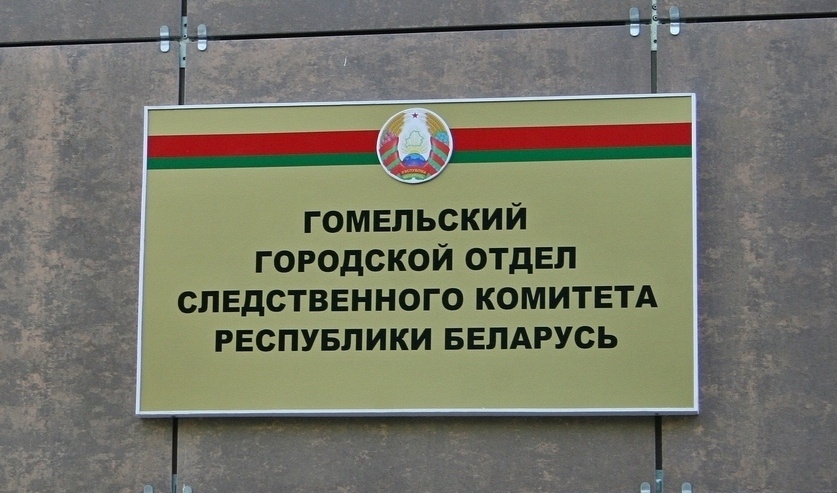 ГОМЕЛЬСКИЙ
ГОРОДСКОЙ ОТДЕЛ
СЛЕДСТВЕННОГО КОМИТЕТА
РЕСПУБЛИКИ БЕЛАРУСЬ